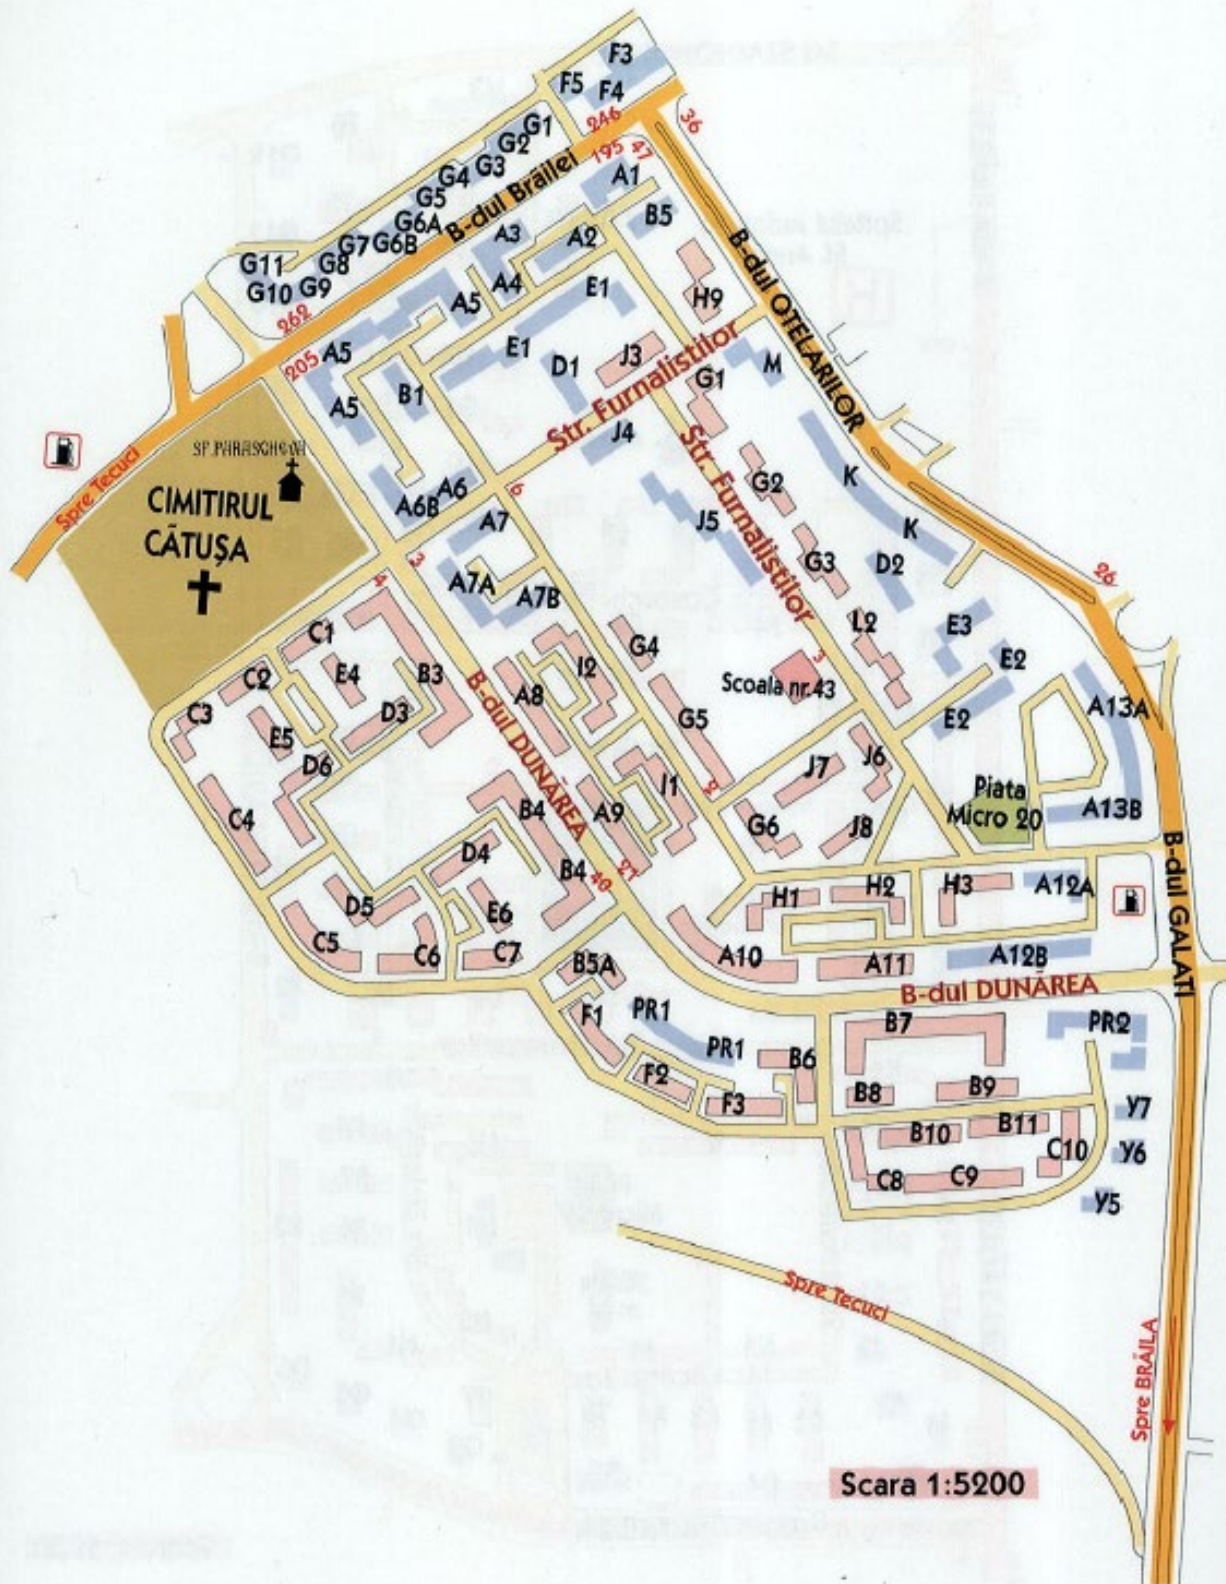 F3
F5
F4
246
36
G1
G2
195
47
G3
G4
A1
G5
B-dul Brăilei
B5
G6A
A3
A2
G7
G6B
B-dul OTELARILOR
G11
G8
A4
E1
G10
G9
H9
A5
262
A5
E1
J3
205
D1
M
A5
B1
G1
Str. Furnalistilor
J4
SF. PARASCHEVA
Spre Tecuci
CIMITIRUL
CĂTUȘA
Str. Furnalistilor
K
G2
A6
6
A6B
A7
J5
K
3
G3
D2
4
A7A
A7B
26
C1
L2
E3
G4
I2
3
E2
E4
B3
C2
Scoala nr.43
A8
B-dul DUNĂREA
C3
D3
G5
E2
A13A
E5
D6
J6
J7
I1
2
Piata
Micro 20
C4
B4
A9
G6
J8
A13B
D4
B4
21
40
H1
H2
H3
A12A
B-dul GALATI
D5
E6
C5
C6
C7
B5A
A10
A11
A12B
B-dul DUNĂREA
F1
PR1
B7
PR2
PR1
B6
F2
B8
B9
F3
Y7
B10
B11
C10
Y6
C8
C9
Y5
Spre Tecuci
Spre BRĂILA
Scara 1:5200